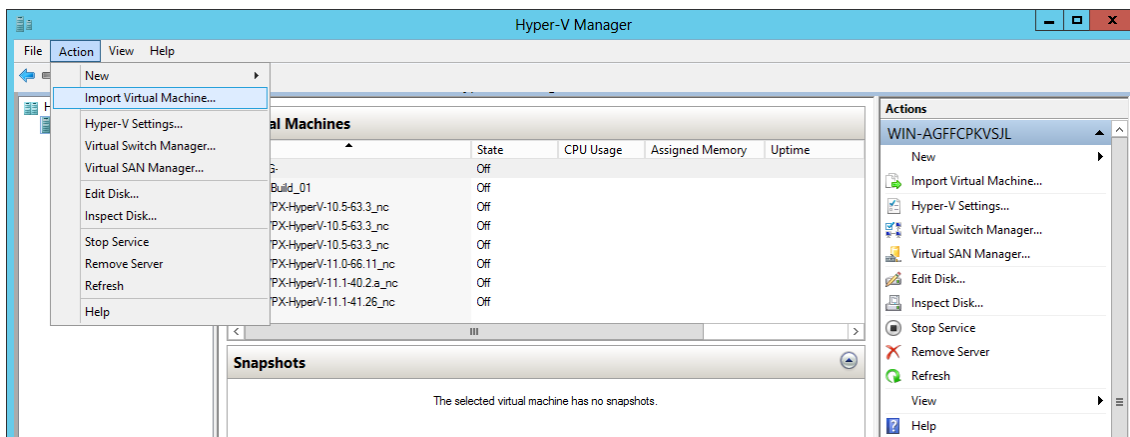 Hyper-V Manager
File Action View Help
New
Import Virtual Machine...
Hyper-V Settings...
Virtual Switch Manager...
Virtual SAN Manager...
Edit Disk...
Inspect Disk...
Stop Service
Remove Server
Refresh
Help
H
al Machines
State CPU Usage Assigned Memory Uptime
G- Off
Build_01 Off
PX-HyperV-10.5-63.3_nc Off
PX-HyperV-10.5-63.3_nc Off
PX-HyperV-10.5-63.3_nc Off
PX-HyperV-11.0-66.11_nc Off
PX-HyperV-11.1-40.2.a_nc Off
PX-HyperV-11.1-41.26_nc Off
Snapshots
The selected virtual machine has no snapshots.
Actions
WIN-AGFFCPKVSJL
New
Import Virtual Machine...
Hyper-V Settings...
Virtual Switch Manager...
Virtual SAN Manager...
Edit Disk...
Inspect Disk...
Stop Service
Remove Server
Refresh
View
Help